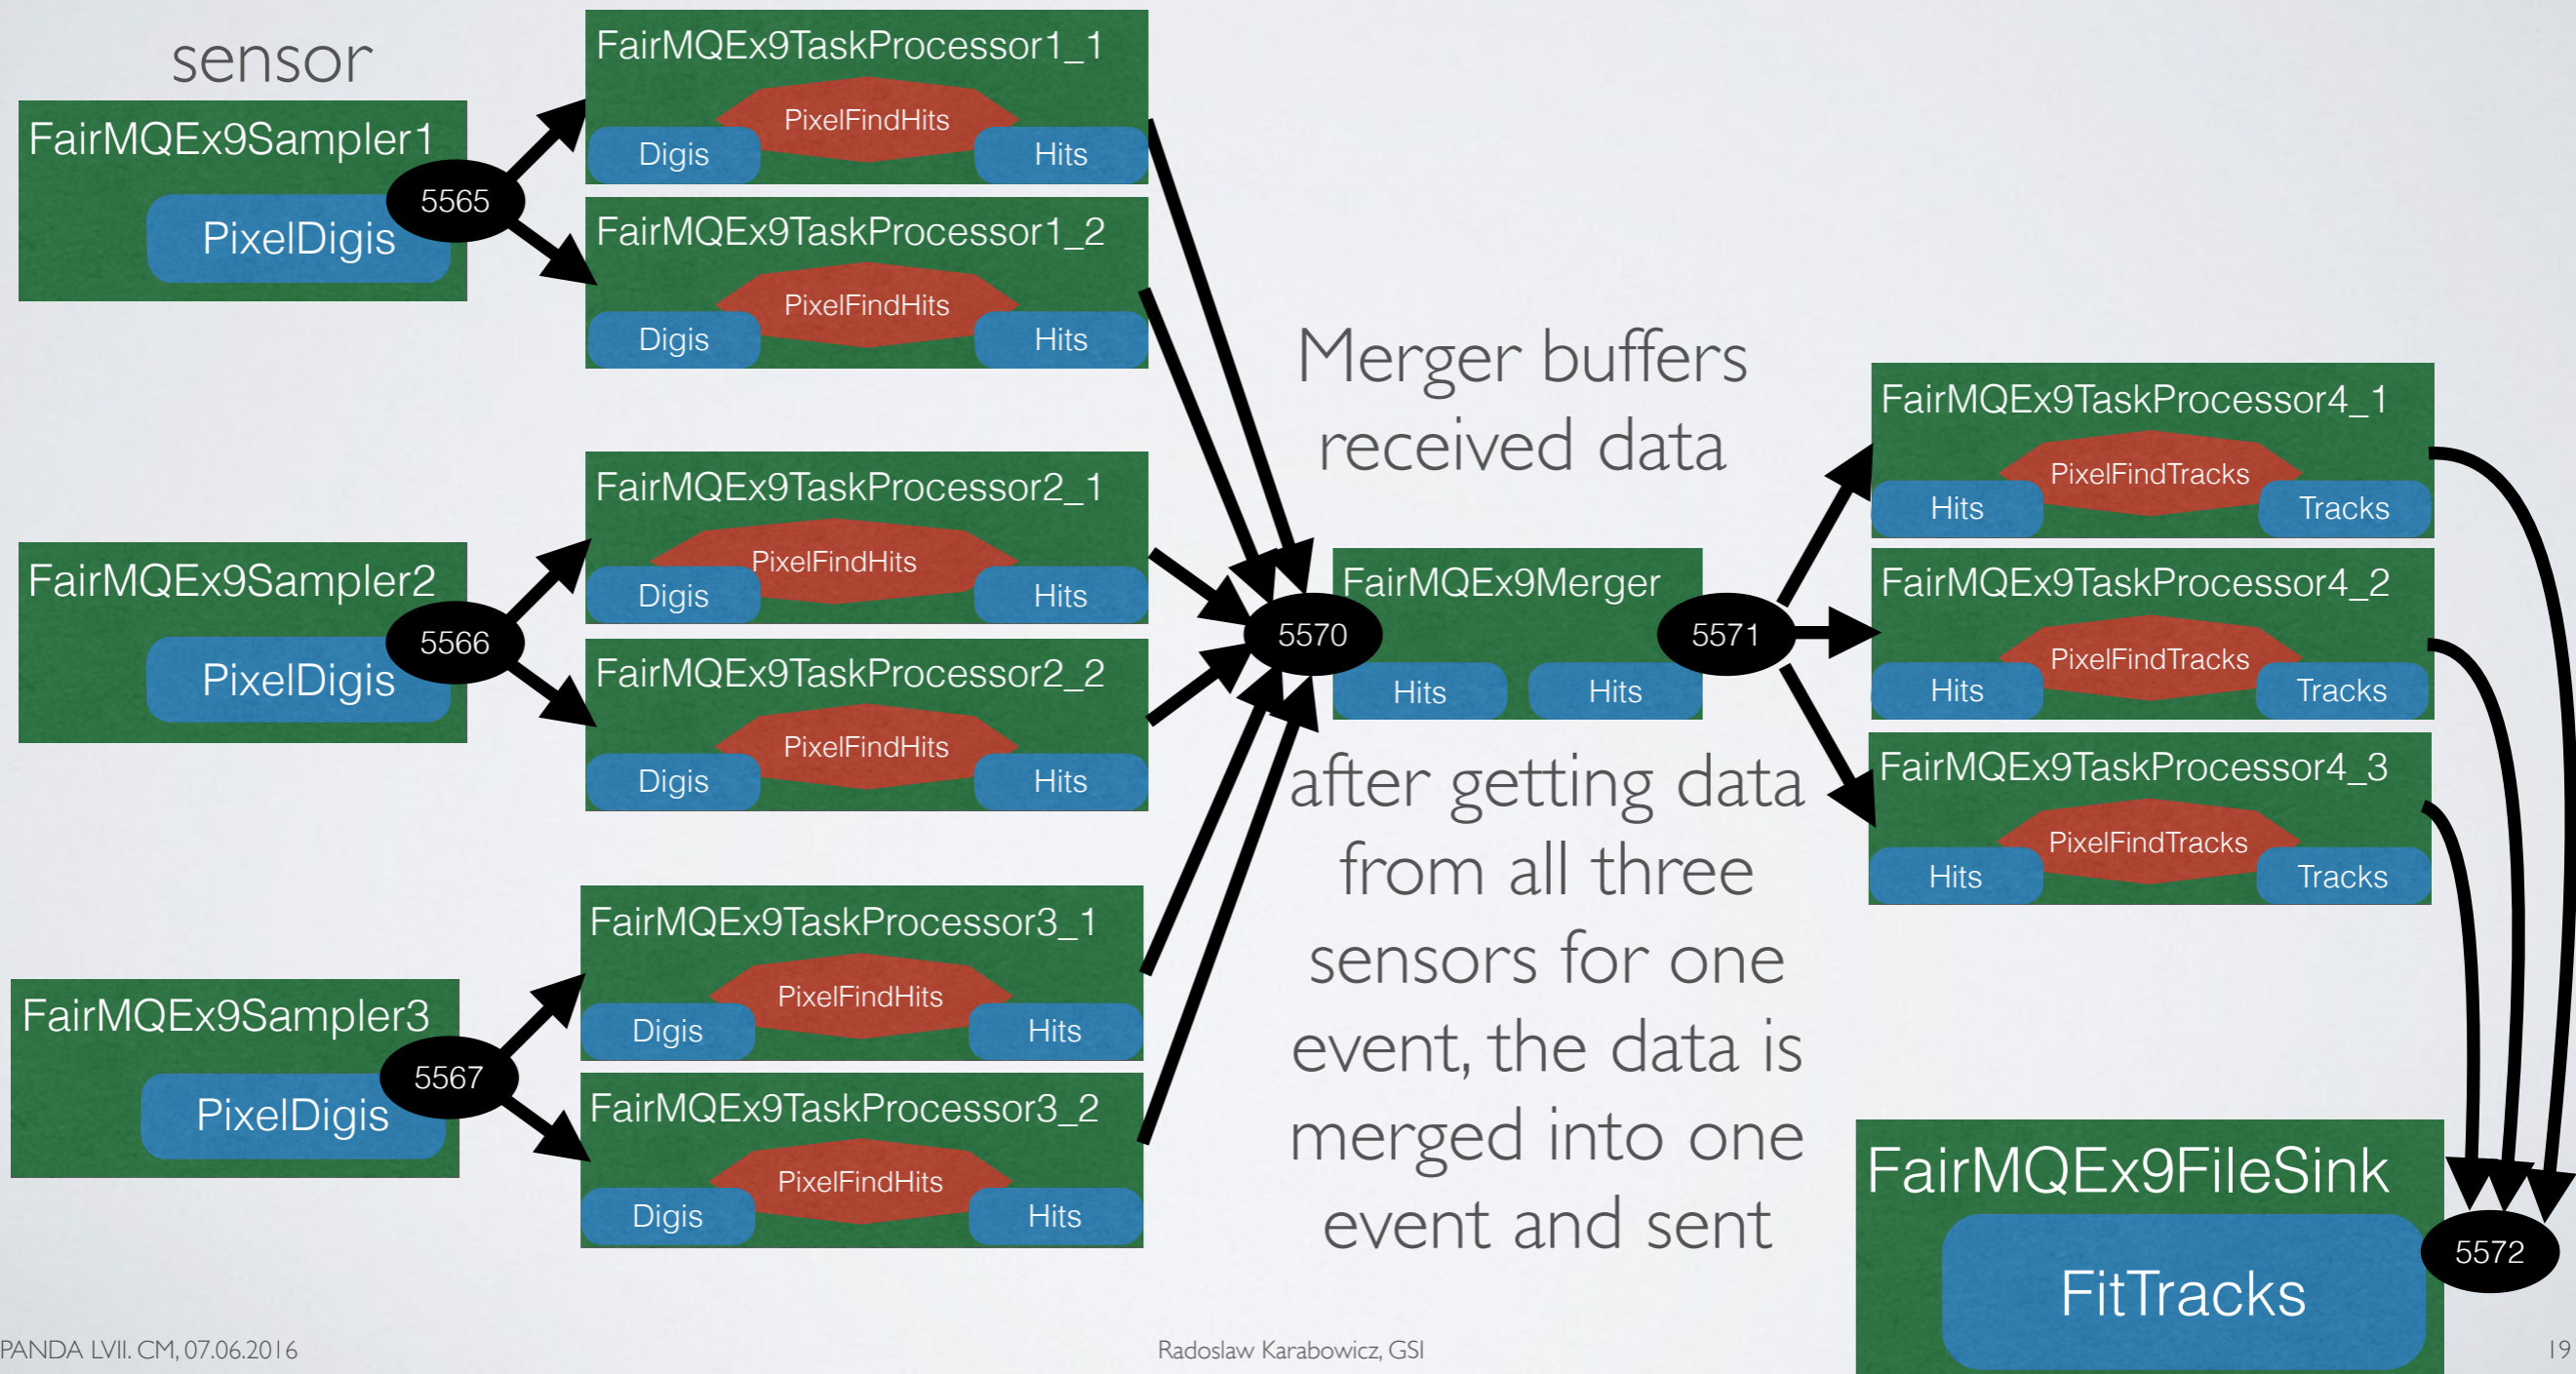 sensor
FairMQEx9Sampler1
PixelDigis
5565
FairMQEx9TaskProcessor1_1
PixelFindHits
Digis
Hits
FairMQEx9TaskProcessor1_2
PixelFindHits
Digis
Hits
FairMQEx9Sampler2
PixelDigis
5566
FairMQEx9TaskProcessor2_1
PixelFindHits
Digis
Hits
FairMQEx9TaskProcessor2_2
PixelFindHits
Digis
Hits
FairMQEx9Sampler3
PixelDigis
5567
FairMQEx9TaskProcessor3_1
PixelFindHits
Digis
Hits
FairMQEx9TaskProcessor3_2
PixelFindHits
Digis
Hits
Merger buffers
received data
5570
FairMQEx9Merger
Hits
Hits
5571
after getting data
from all three
sensors for one
event, the data is
merged into one
event and sent
FairMQEx9TaskProcessor4_1
PixelFindTracks
Hits
Tracks
FairMQEx9TaskProcessor4_2
PixelFindTracks
Hits
Tracks
FairMQEx9TaskProcessor4_3
PixelFindTracks
Hits
Tracks
FairMQEx9FileSink
FitTracks
5572
PANDA LVII. CM, 07.06.2016
Radoslaw Karabowicz, GSI
19